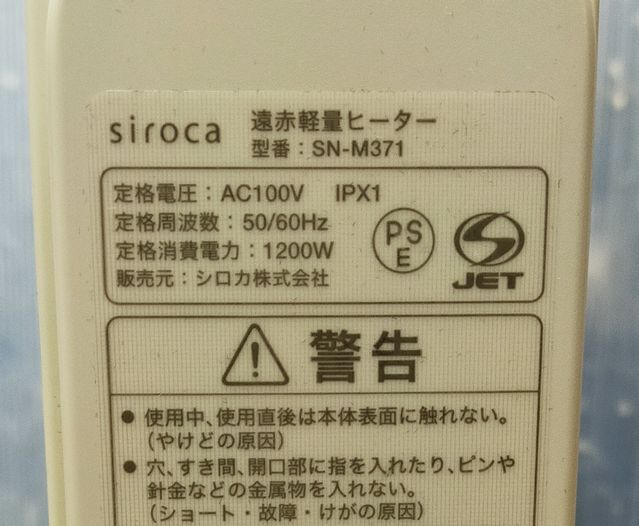 siroca 遠赤軽量ヒーター
型番：SN-M371
定格電圧：AC100V IPX1
定格周波数：50/60Hz
定格消費電力：1200W
販売元：シロカ株式会社
PS
E
JET
警告
● 使用中、使用直後は本体表面に触れない。
（やけどの原因）
● 穴、すき間、開口部に指を入れたり、ピンや
針金などの金属物を入れない。
（ショート・故障・けがの原因）